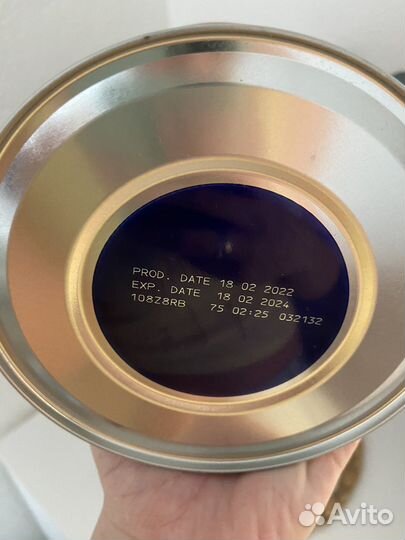 PROD. DATE 18 02 2022
EXP. DATE 18 02 2024
108Z8RB 75 02:25 032132
Avito